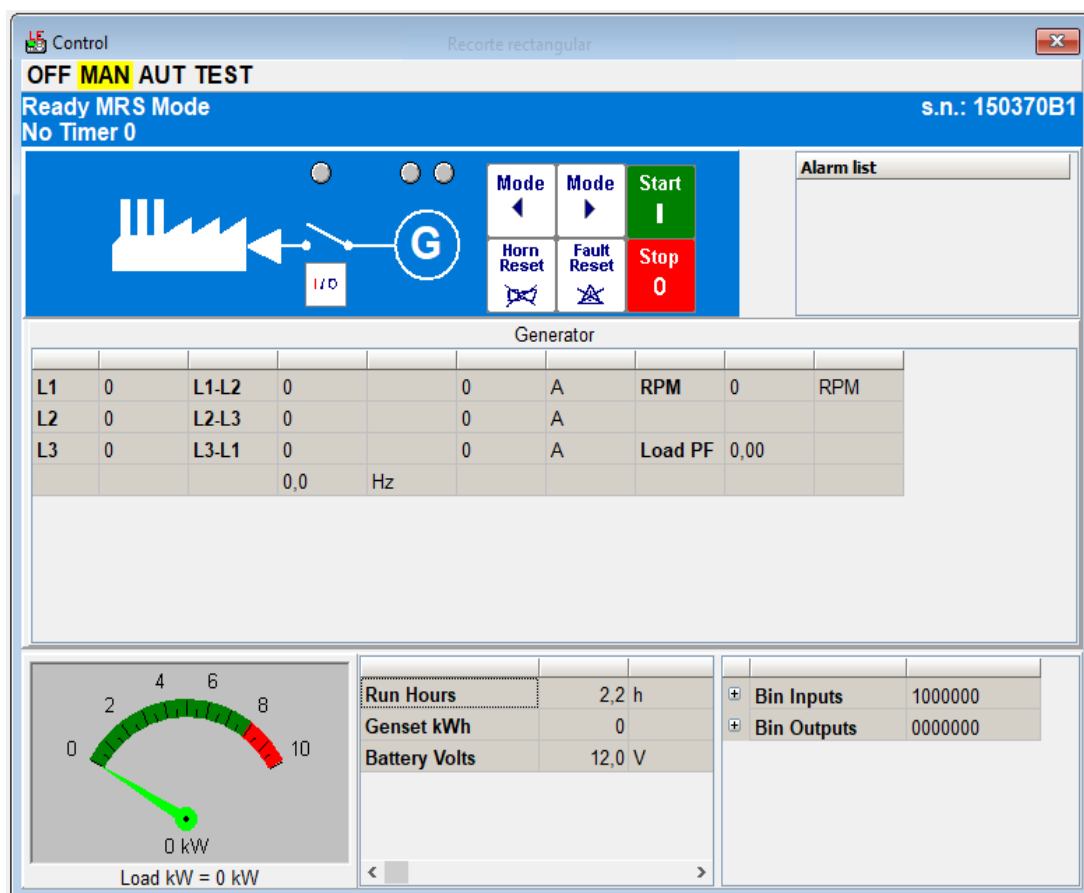 Control
Recorte rectangular
OFF MAN AUT TEST
Ready MRS Mode s.n.: 150370B1
No Timer 0
Mode Mode Start
I
Horn Reset Fault Reset Stop
0
G
I/O
Alarm list
Generator
L1 0 L1-L2 0 0 A RPM 0 RPM
L2 0 L2-L3 0 0 A
L3 0 L3-L1 0 0 A Load PF 0,00
0,0 Hz
0 2 4 6 8 10
0 kW
Load kW = 0 kW
Run Hours 2,2 h
Genset kWh 0
Battery Volts 12,0 V
Bin Inputs 1000000
Bin Outputs 0000000